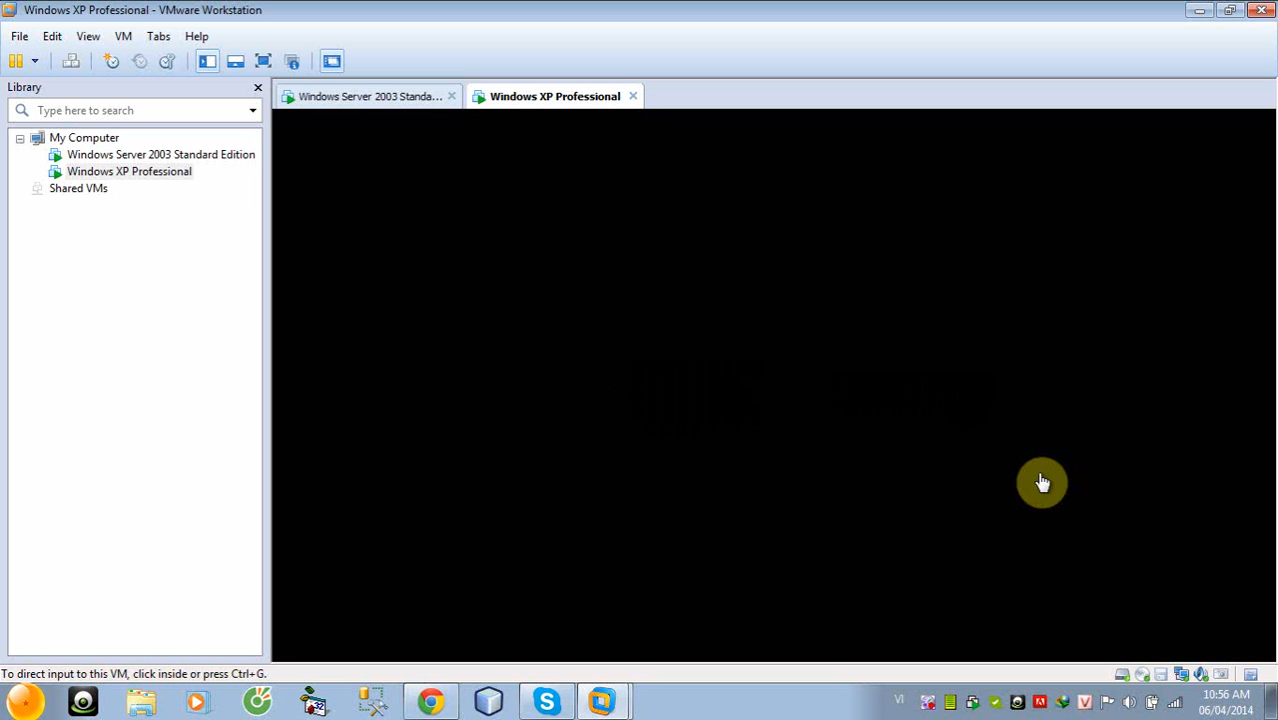 Windows XP Professional - VMware Workstation
File Edit View VM Tabs Help
Library
Type here to search
My Computer
Windows Server 2003 Standard Edition
Windows XP Professional
Shared VMs
Windows Server 2003 Standa...
Windows XP Professional
To direct input to this VM, click inside or press Ctrl+G.
32
VI
10:56 AM
06/04/2014